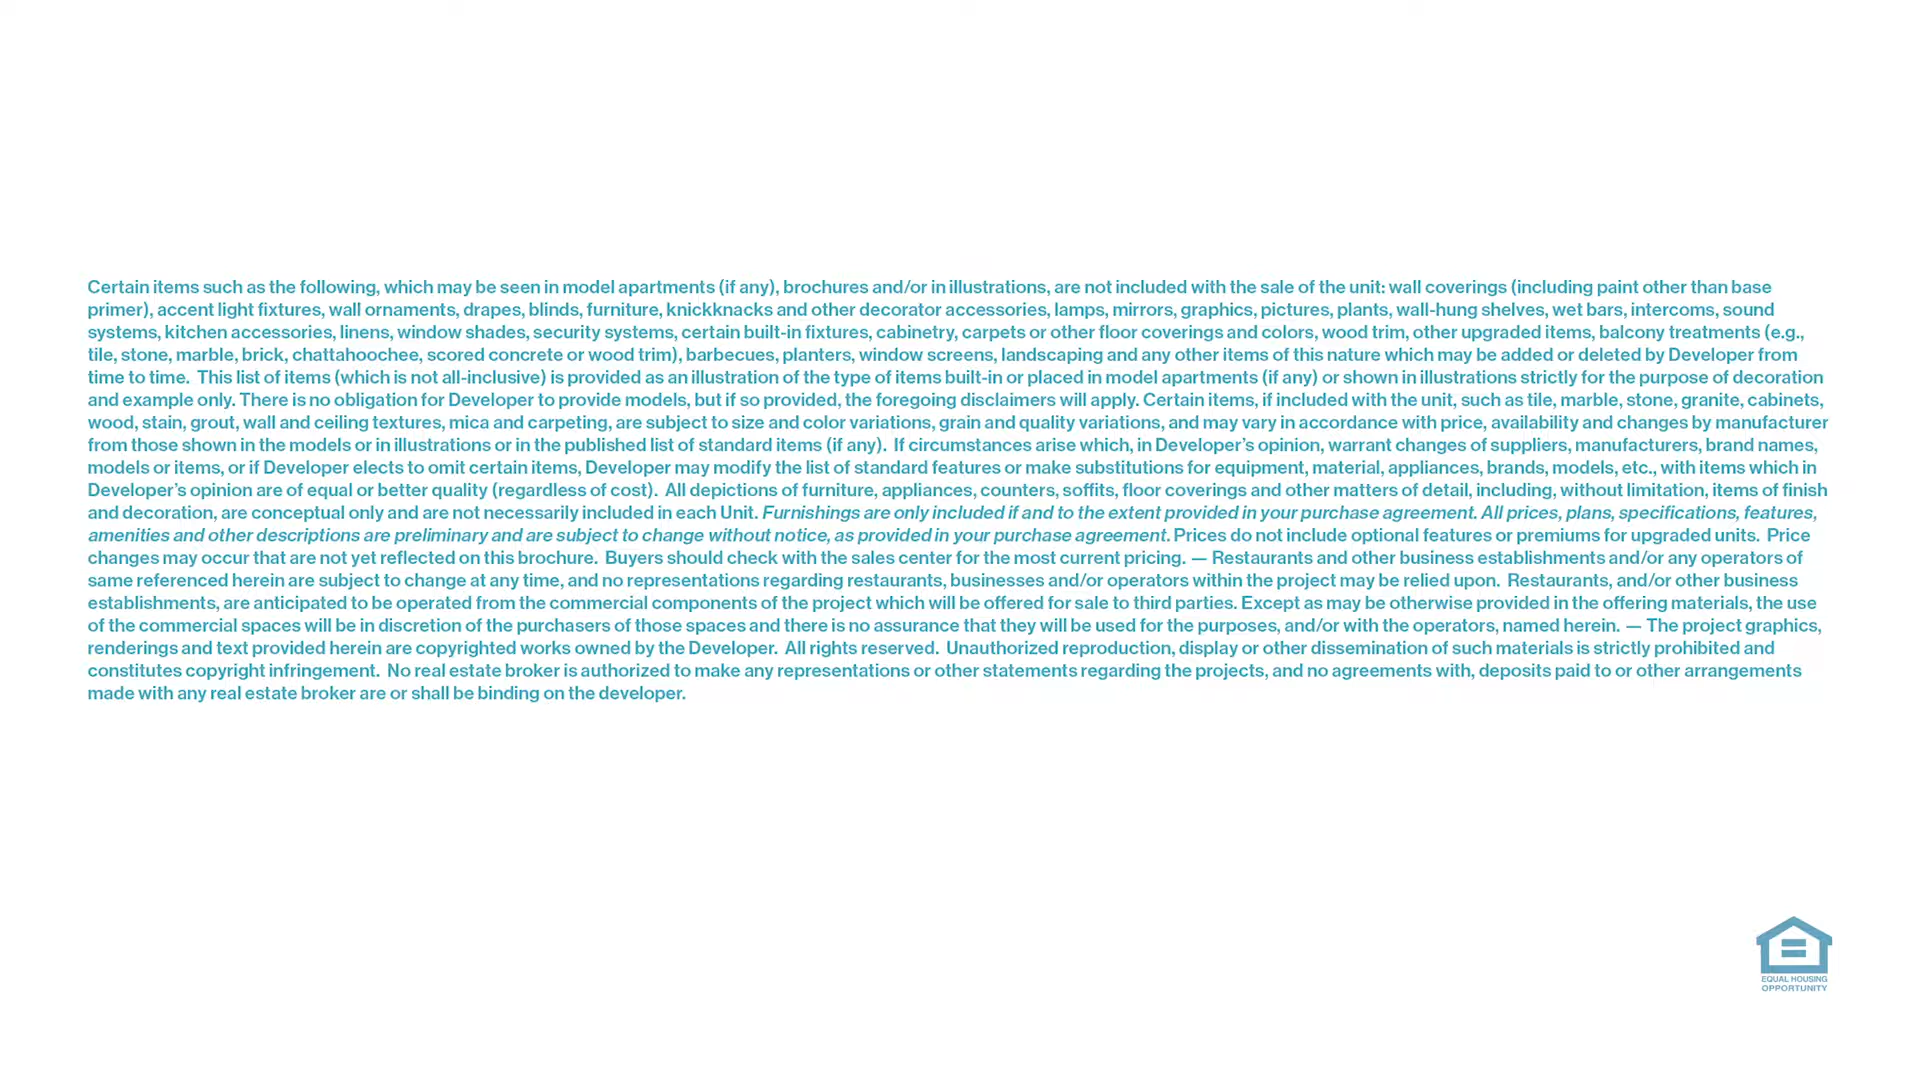 Certain items such as the following, which may be seen in model apartments (if any), brochures and/or in illustrations, are not included with the sale of the unit: wall coverings (including paint other than base
primer), accent light fixtures, wall ornaments, drapes, blinds, furniture, knickknacks and other decorator accessories, lamps, mirrors, graphics, pictures, plants, wall-hung shelves, wet bars, intercoms, sound
systems, kitchen accessories, linens, window shades, security systems, certain built-in fixtures, cabinetry, carpets or other floor coverings and colors, wood trim, other upgraded items, balcony treatments (e.g.,
tile, stone, marble, brick, chattahoochee, scored concrete or wood trim), barbecues, planters, window screens, landscaping and any other items of this nature which may be added or deleted by Developer from
time to time.  This list of items (which is not all-inclusive) is provided as an illustration of the type of items built-in or placed in model apartments (if any) or shown in illustrations strictly for the purpose of decoration
and example only. There is no obligation for Developer to provide models, but if so provided, the foregoing disclaimers will apply. Certain items, if included with the unit, such as tile, marble, stone, granite, cabinets,
wood, stain, grout, wall and ceiling textures, mica and carpeting, are subject to size and color variations, grain and quality variations, and may vary in accordance with price, availability and changes by manufacturer
from those shown in the models or in illustrations or in the published list of standard items (if any).  If circumstances arise which, in Developer’s opinion, warrant changes of suppliers, manufacturers, brand names,
models or items, or if Developer elects to omit certain items, Developer may modify the list of standard features or make substitutions for equipment, material, appliances, brands, models, etc., with items which in
Developer’s opinion are of equal or better quality (regardless of cost).  All depictions of furniture, appliances, counters, soffits, floor coverings and other matters of detail, including, without limitation, items of finish
and decoration, are conceptual only and are not necessarily included in each Unit. Furnishings are only included if and to the extent provided in your purchase agreement. All prices, plans, specifications, features,
amenities and other descriptions are preliminary and are subject to change without notice, as provided in your purchase agreement. Prices do not include optional features or premiums for upgraded units.  Price
changes may occur that are not yet reflected on this brochure.  Buyers should check with the sales center for the most current pricing. — Restaurants and other business establishments and/or any operators of
same referenced herein are subject to change at any time, and no representations regarding restaurants, businesses and/or operators within the project may be relied upon.  Restaurants, and/or other business
establishments, are anticipated to be operated from the commercial components of the project which will be offered for sale to third parties. Except as may be otherwise provided in the offering materials, the use
of the commercial spaces will be in discretion of the purchasers of those spaces and there is no assurance that they will be used for the purposes, and/or with the operators, named herein. — The project graphics,
renderings and text provided herein are copyrighted works owned by the Developer.  All rights reserved.  Unauthorized reproduction, display or other dissemination of such materials is strictly prohibited and
constitutes copyright infringement.  No real estate broker is authorized to make any representations or other statements regarding the projects, and no agreements with, deposits paid to or other arrangements
made with any real estate broker are or shall be binding on the developer.
EQUAL HOUSING
OPPORTUNITY